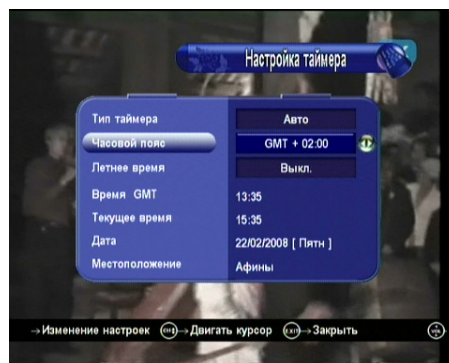 Настройка таймера
Тип таймера Авто
Часовой пояс GMT + 02:00
Летнее время Выкл.
Время GMT 13:35
Текущее время 15:35
Дата 22/02/2008 [ Пятн ]
Местоположение Афины
→Изменение настроек →Двигать курсор EXIT→Закрыть